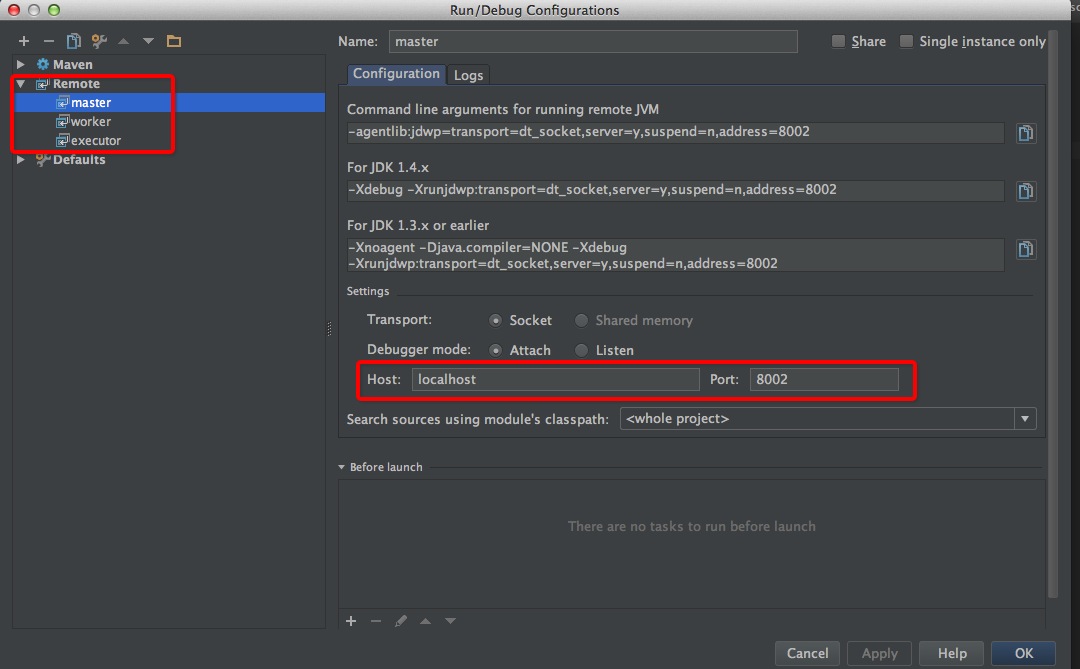 Run/Debug Configurations
Maven
Remote
master
worker
executor
Defaults
Name: master Share Single instance only
Configuration Logs
Command line arguments for running remote JVM
-agentlib:jdwp=transport=dt_socket,server=y,suspend=n,address=8002
For JDK 1.4.x
-Xdebug -Xrunjdwp:transport=dt_socket,server=y,suspend=n,address=8002
For JDK 1.3.x or earlier
-Xnoagent -Djava.compiler=NONE -Xdebug
-Xrunjdwp:transport=dt_socket,server=y,suspend=n,address=8002
Settings
Transport: Socket Shared memory
Debugger mode: Attach Listen
Host: localhost Port: 8002
Search sources using module's classpath: <whole project>
Before launch
There are no tasks to run before launch
Cancel Apply Help OK